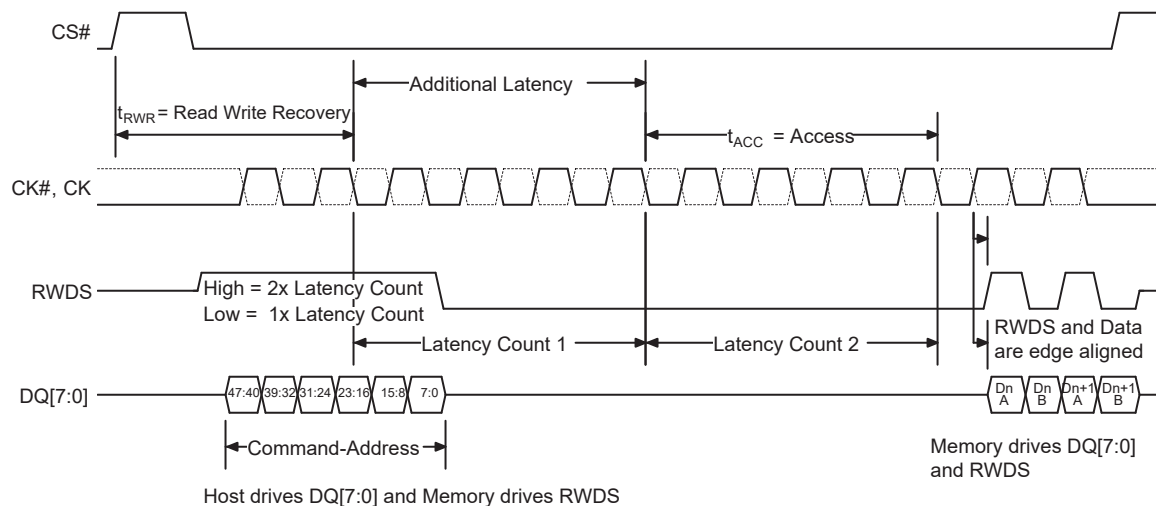 CS#
Additional Latency
tRWR= Read Write Recovery
tACC = Access
CK#, CK
RWDS
High = 2x Latency Count
Low = 1x Latency Count
RWDS and Data
are edge aligned
Latency Count 1
Latency Count 2
DQ[7:0]
47:40 39:32 31:24 23:16 15:8 7:0
Dn A
Dn B
Dn+1 A
Dn+1 B
Command-Address
Memory drives DQ[7:0]
and RWDS
Host drives DQ[7:0] and Memory drives RWDS